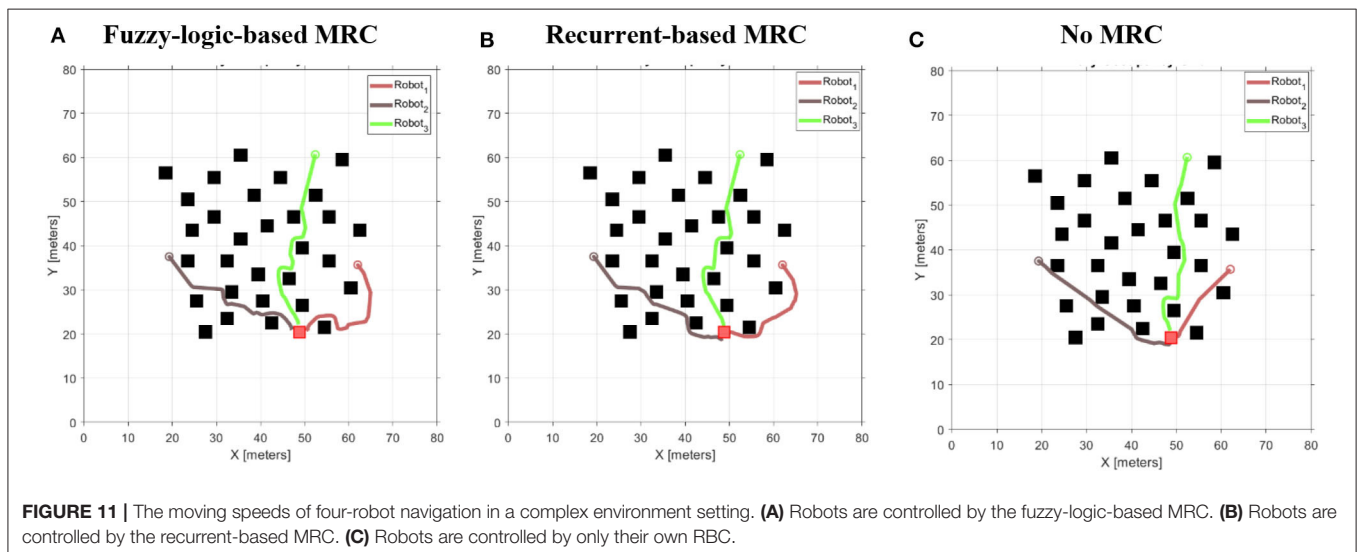 A Fuzzy-logic-based MRC
B Recurrent-based MRC
C No MRC
80
70
60
50
40
30
20
10
0
Y [meters]
0 10 20 30 40 50 60 70 80
X [meters]
Robot1
Robot2
Robot3
80
70
60
50
40
30
20
10
0
Y [meters]
0 10 20 30 40 50 60 70 80
X [meters]
Robot1
Robot2
Robot3
80
70
60
50
40
30
20
10
0
Y [meters]
0 10 20 30 40 50 60 70 80
X [meters]
Robot1
Robot2
Robot3
FIGURE 11 | The moving speeds of four-robot navigation in a complex environment setting. (A) Robots are controlled by the fuzzy-logic-based MRC. (B) Robots are
controlled by the recurrent-based MRC. (C) Robots are controlled by only their own RBC.